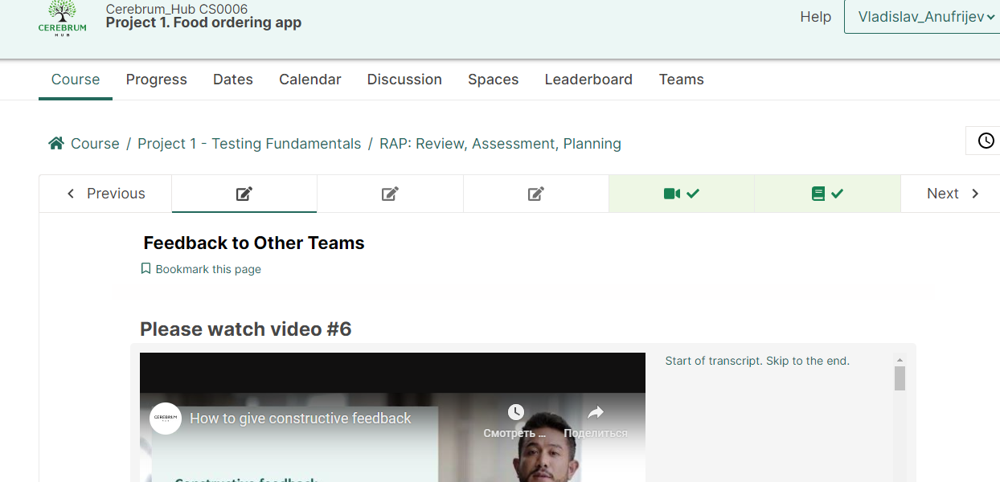 CEREBRUM
HUB
Cerebrum_Hub CS0006
Project 1. Food ordering app
Help
Vladislav_Anufrijev
Course
Progress
Dates
Calendar
Discussion
Spaces
Leaderboard
Teams
Course / Project 1 - Testing Fundamentals / RAP: Review, Assessment, Planning
Previous
Next
Feedback to Other Teams
Bookmark this page
Please watch video #6
Start of transcript. Skip to the end.
CEREBRUM
How to give constructive feedback
Смотреть ...
Поделиться
Constructive feedback